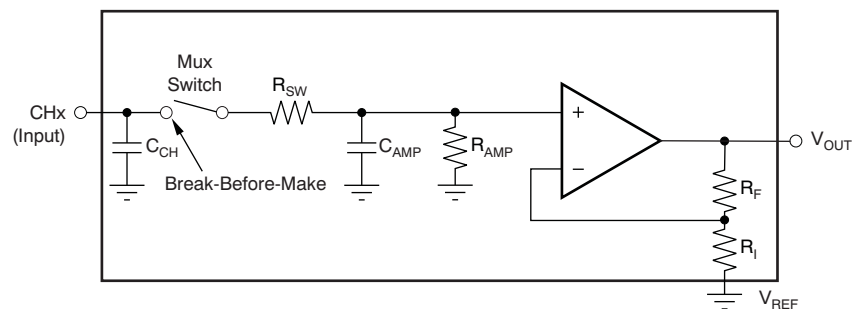 Mux
Switch
CHx
(Input)
R_SW
C_CH
Break-Before-Make
C_AMP
R_AMP
+
−
V_OUT
R_F
R_I
V_REF